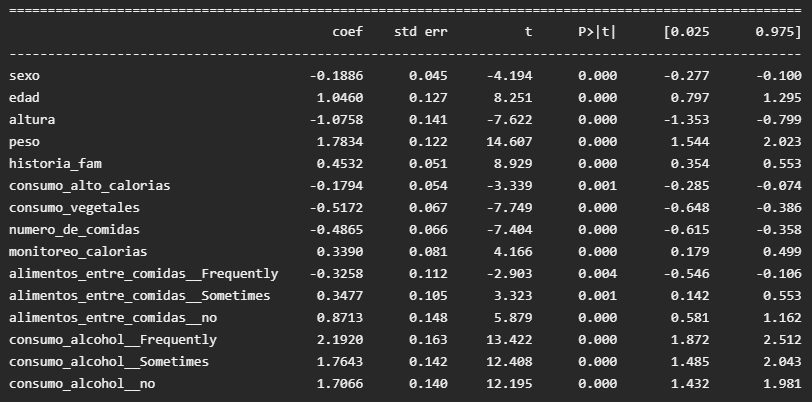 ==============================================================================================
coef std err t P>|t| [0.025 0.975]
----------------------------------------------------------------------------------------------
sexo -0.1886 0.045 -4.194 0.000 -0.277 -0.100
edad 1.0460 0.127 8.251 0.000 0.797 1.295
altura -1.0758 0.141 -7.622 0.000 -1.353 -0.799
peso 1.7834 0.122 14.607 0.000 1.544 2.023
historia_fam 0.4532 0.051 8.929 0.000 0.354 0.553
consumo_alto_calorias -0.1794 0.054 -3.339 0.001 -0.285 -0.074
consumo_vegetales -0.5172 0.067 -7.749 0.000 -0.648 -0.386
numero_de_comidas -0.4865 0.066 -7.404 0.000 -0.615 -0.358
monitoreo_calorias 0.3390 0.081 4.166 0.000 0.179 0.499
alimentos_entre_comidas__Frequently -0.3258 0.112 -2.903 0.004 -0.546 -0.106
alimentos_entre_comidas__Sometimes 0.3477 0.105 3.323 0.001 0.142 0.553
alimentos_entre_comidas__no 0.8713 0.148 5.879 0.000 0.581 1.162
consumo_alcohol__Frequently 2.1920 0.163 13.422 0.000 1.872 2.512
consumo_alcohol__Sometimes 1.7643 0.142 12.408 0.000 1.485 2.043
consumo_alcohol__no 1.7066 0.140 12.195 0.000 1.432 1.981